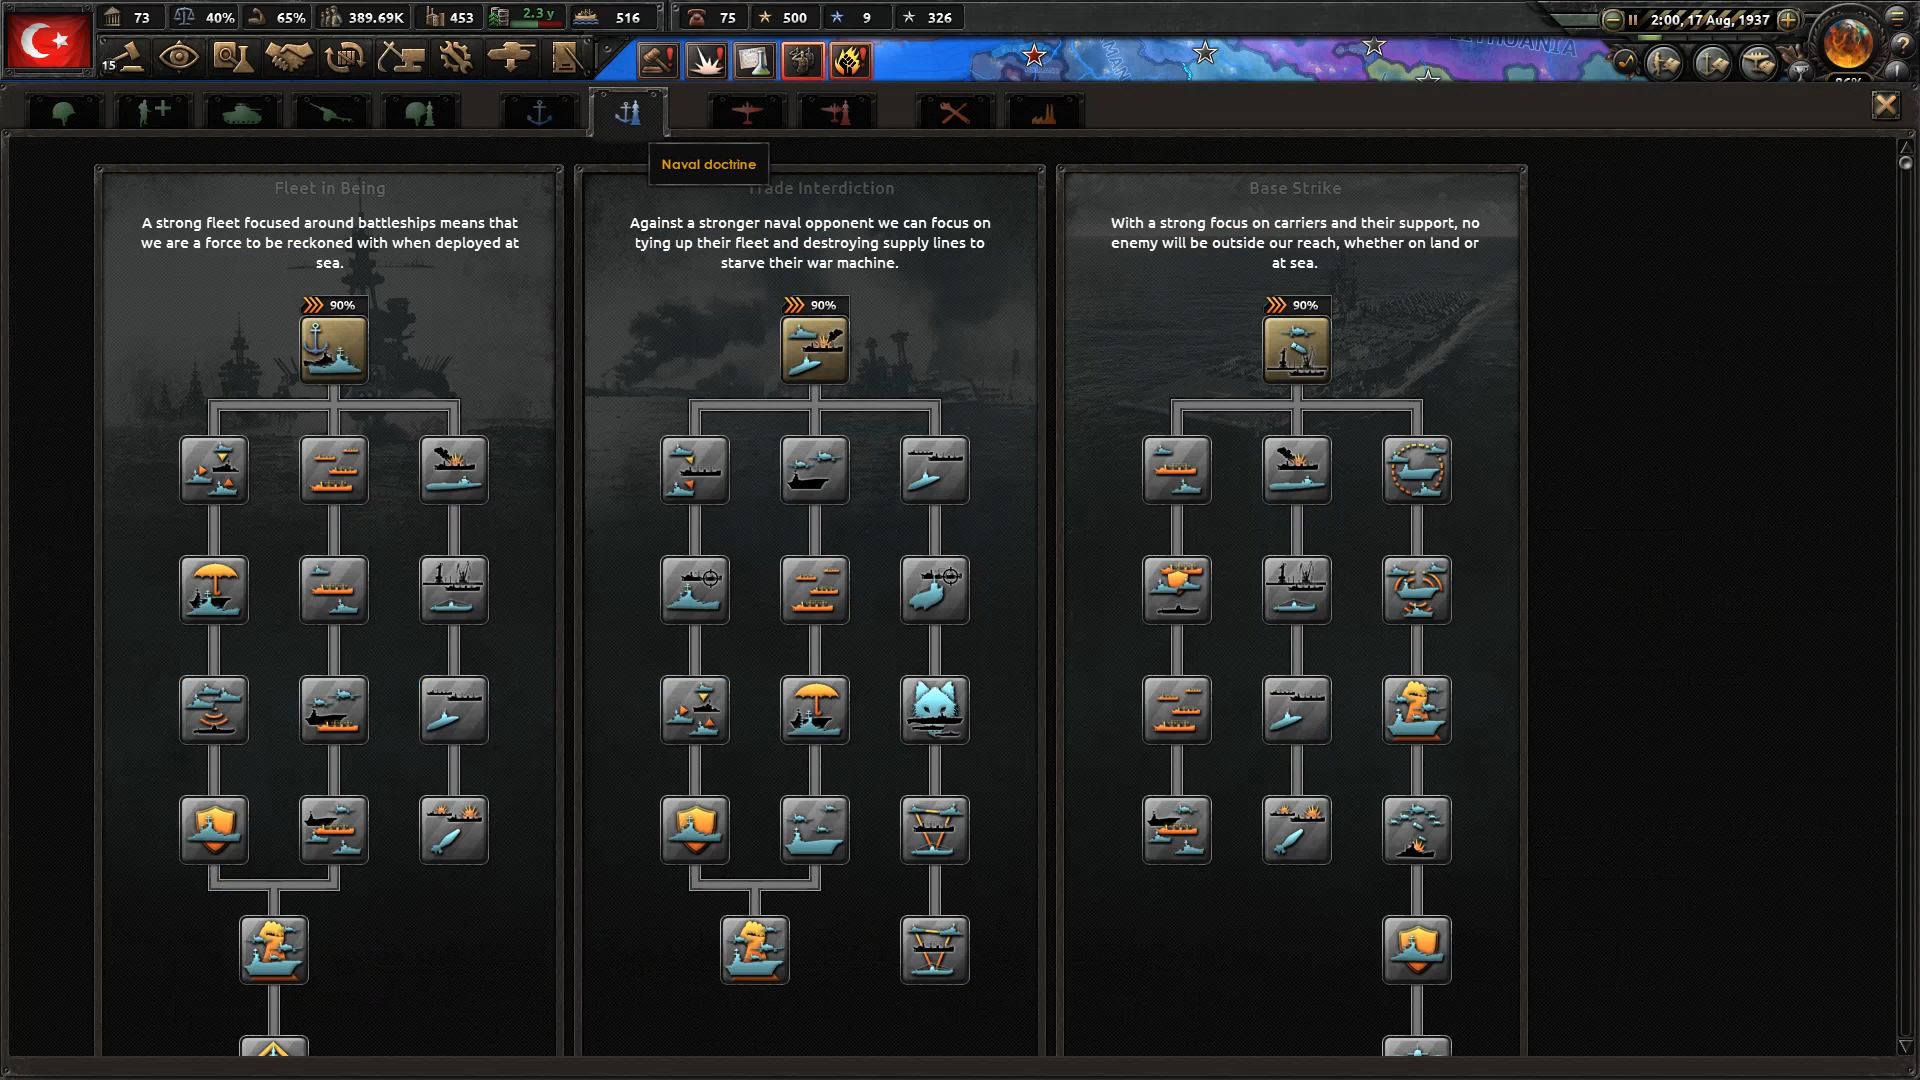 73
40%
65%
389.69K
453
2.3 y
516
75
500
9
326
2:00, 17 Aug, 1937
15
Naval doctrine
Fleet in Being
A strong fleet focused around battleships means that
we are a force to be reckoned with when deployed at
sea.
90%
Trade Interdiction
Against a stronger naval opponent we can focus on
tying up their fleet and destroying supply lines to
starve their war machine.
90%
Base Strike
With a strong focus on carriers and their support, no
enemy will be outside our reach, whether on land or
at sea.
90%